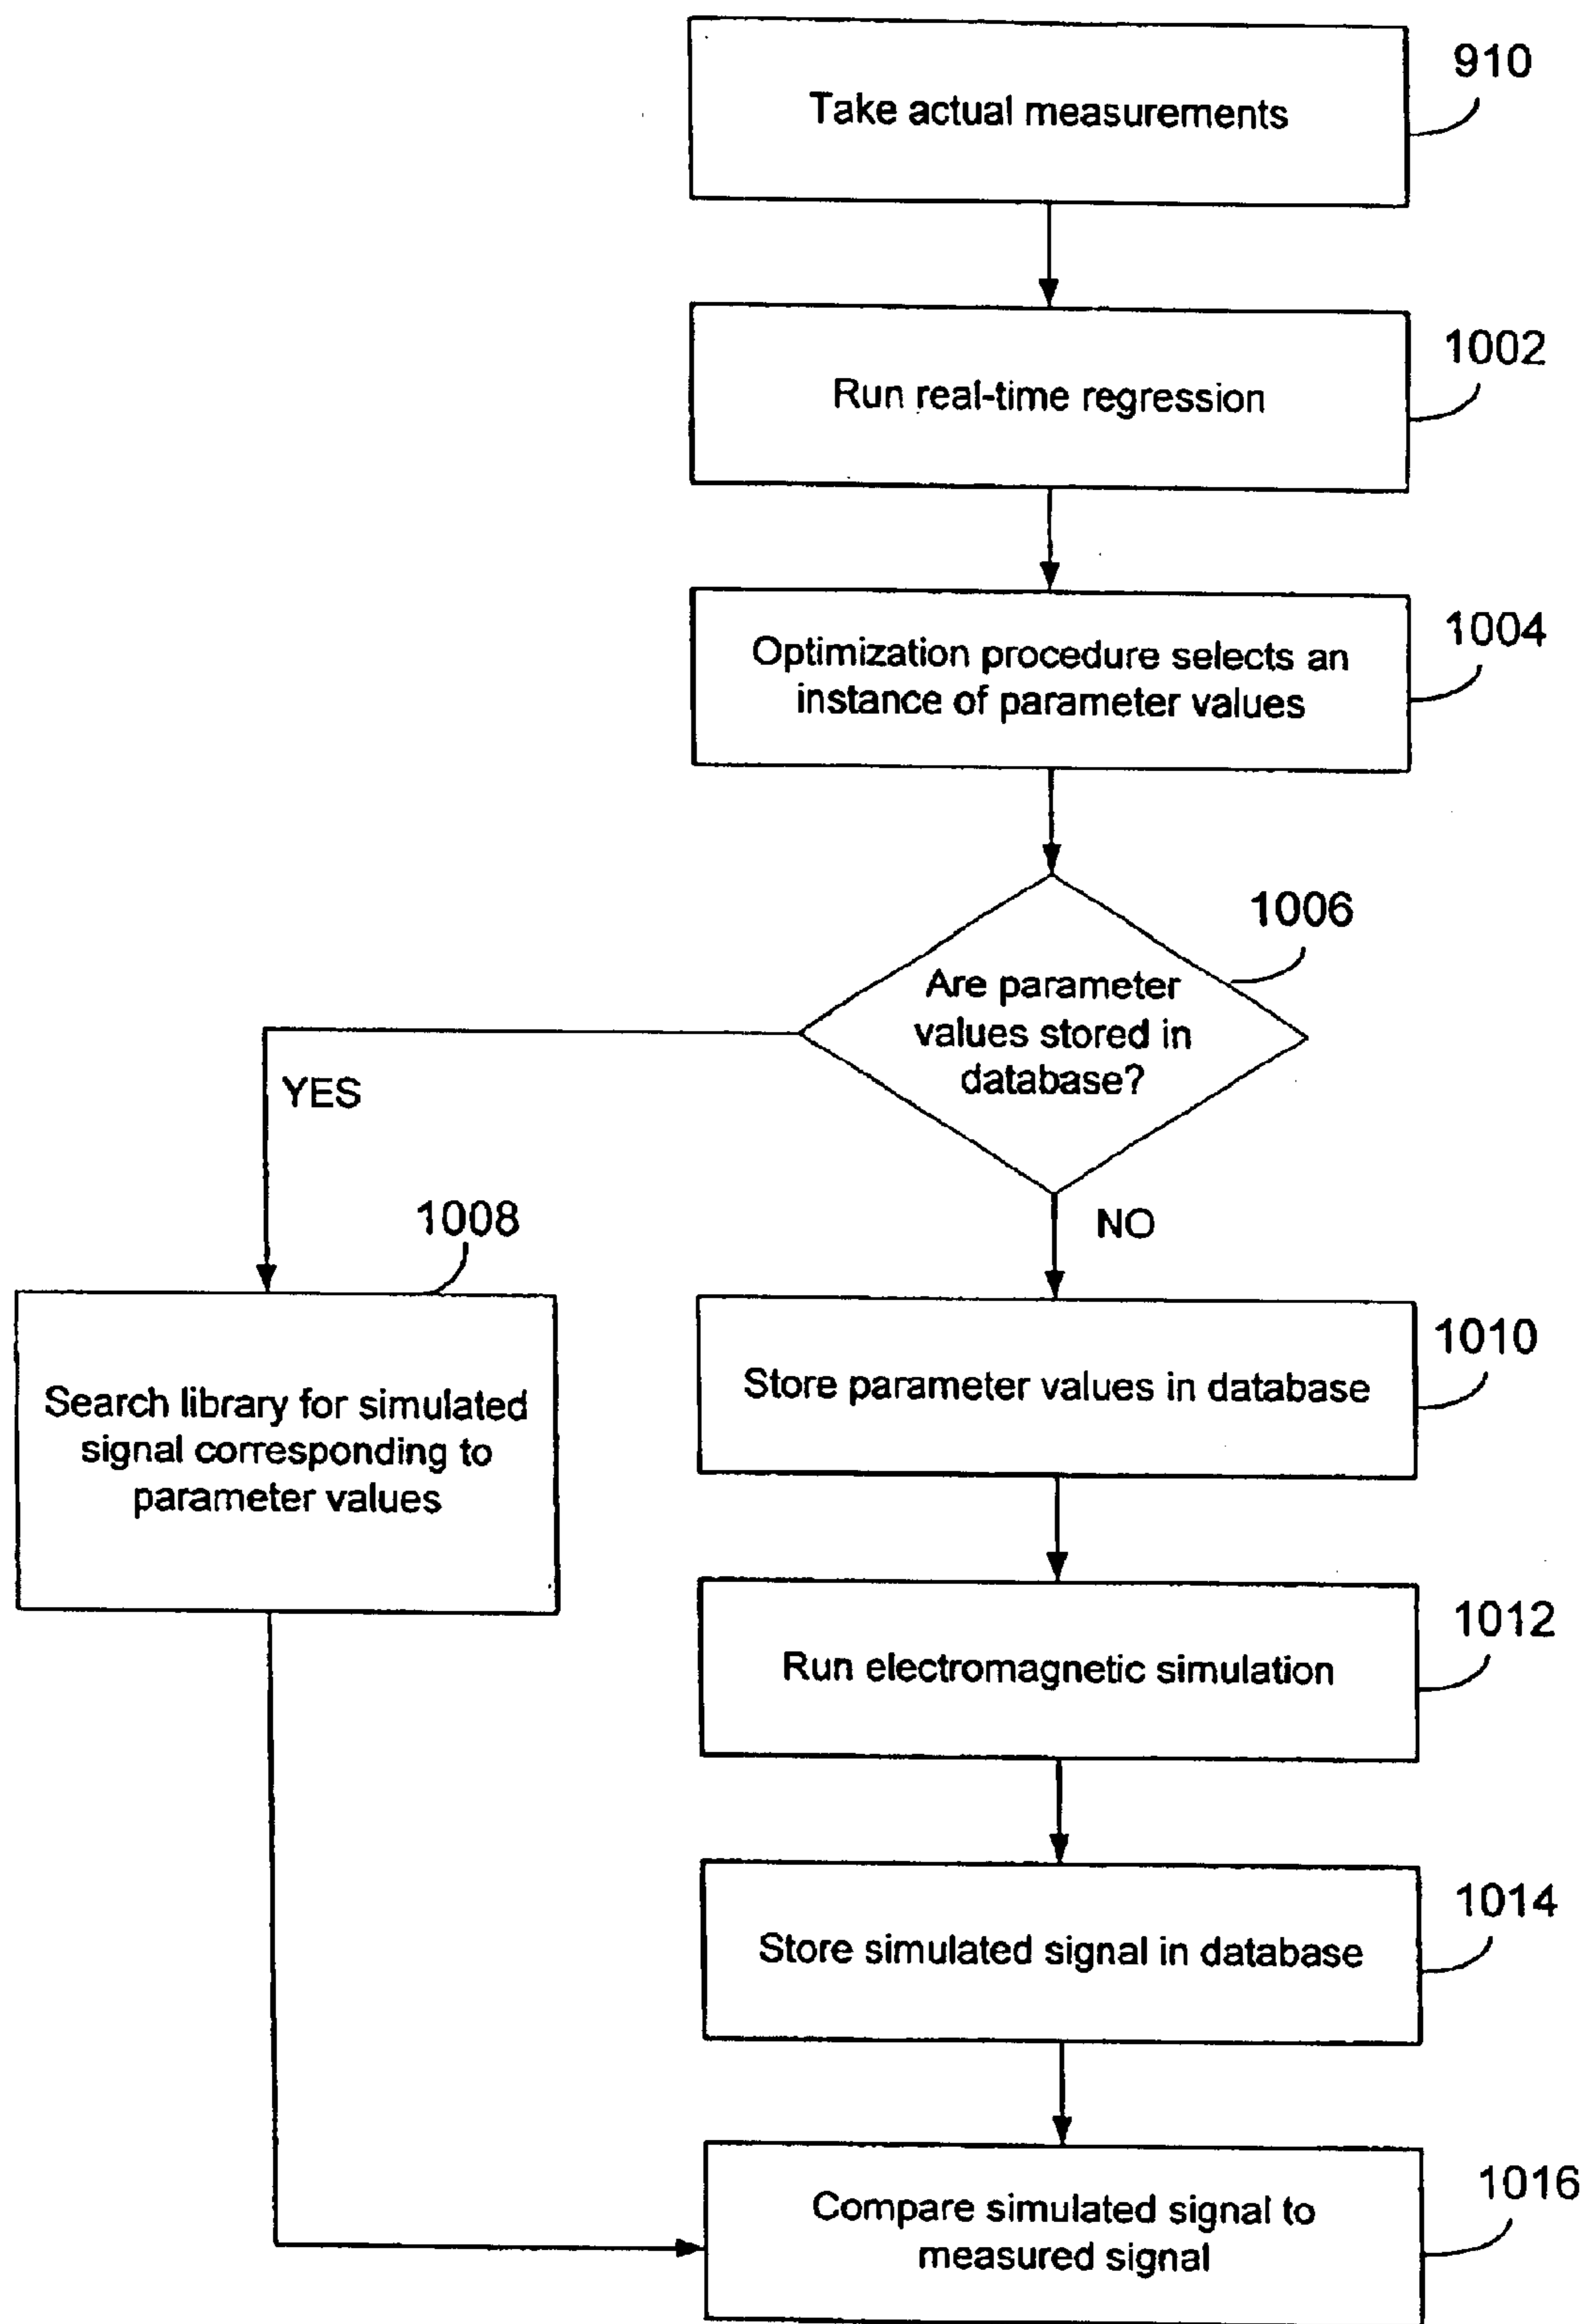 910
Take actual measurements
1002
Run real-time regression
1004
Optimization procedure selects an
instance of parameter values
1006
Are parameter
values stored in
database?
YES
NO
1008
Search library for simulated
signal corresponding to
parameter values
1010
Store parameter values in database
1012
Run electromagnetic simulation
1014
Store simulated signal in database
1016
Compare simulated signal to
measured signal